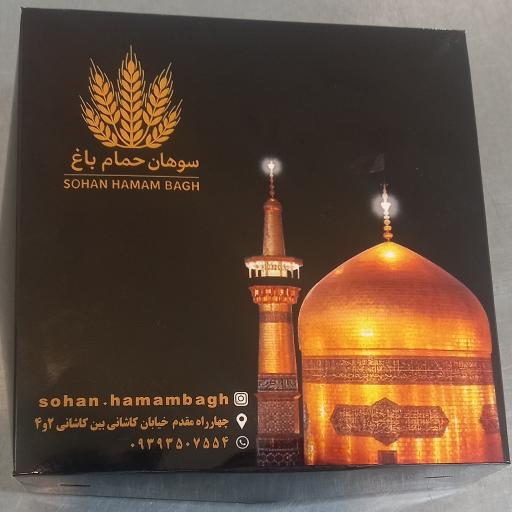 سوهان حمام باغ
SOHAN HAMAM BAGH
sohan.hamambagh
چهارراه مقدم خیابان کاشانی بین کاشانی ۲و۴
۰۹۳۹۳۵۰۷۵۵۴